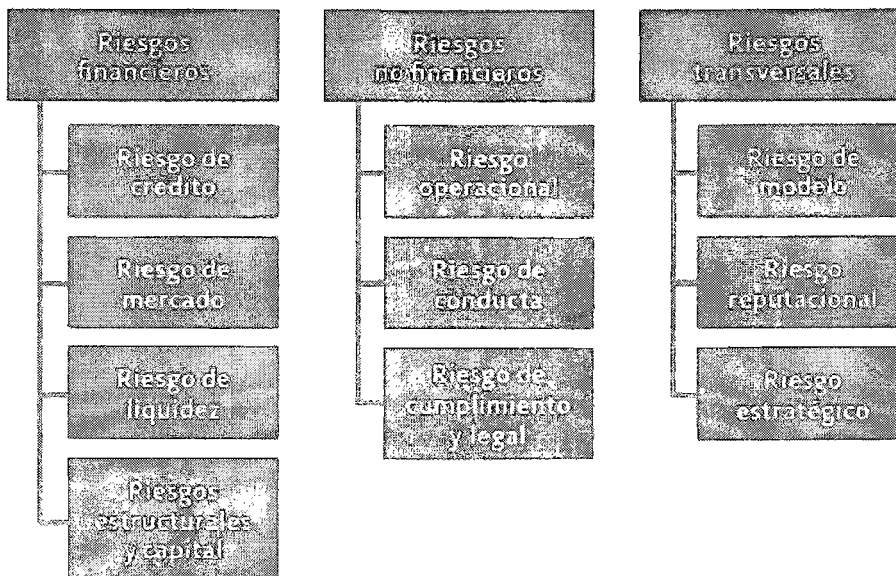 Riesgos
financieros
Riesgo de
crédito
Riesgo de
mercado
Riesgo de
liquidez
Riesgos
estructurales
y capital
Riesgos
no financieros
Riesgo
operacional
Riesgo de
conducta
Riesgo de
cumplimiento
y legal
Riesgos
transversales
Riesgo de
modelo
Riesgo
reputacional
Riesgo
estratégico